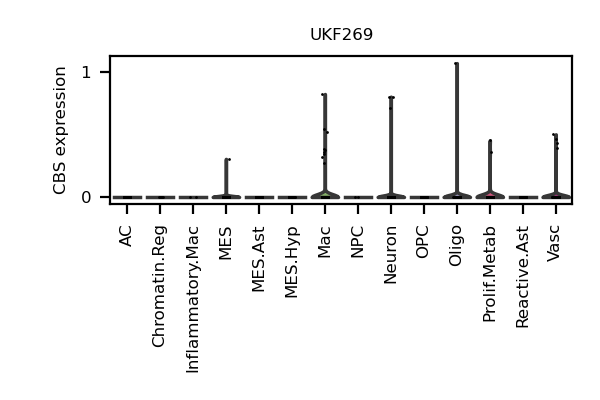 UKF269
CBS expression
1
0
AC
Chromatin.Reg
Inflammatory.Mac
MES
MES.Ast
MES.Hyp
Mac
NPC
Neuron
OPC
Oligo
Prolif.Metab
Reactive.Ast
Vasc